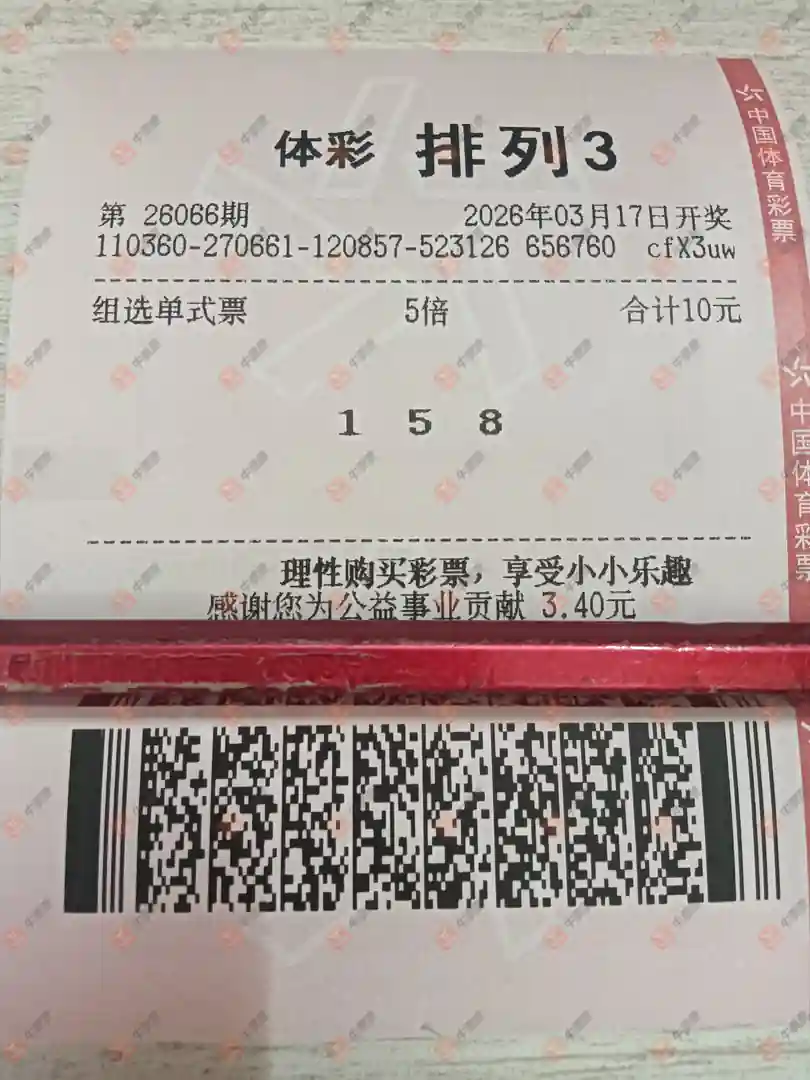 体彩 排列3
第 26066期 2026年03月17日开奖
110360-270661-120857-523126 656760 cfX3uw
组选单式票 5倍 合计10元
1 5 8
理性购买彩票，享受小小乐趣
感谢您为公益事业贡献 3.40元
中国体育彩票
中国体育彩票